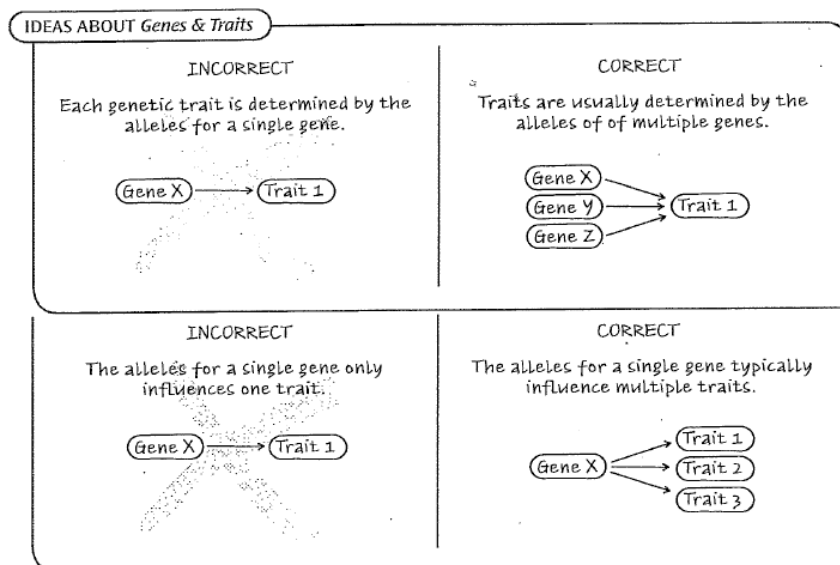 IDEAS ABOUT Genes & Traits
INCORRECT
Each genetic trait is determined by the
alleles for a single gene.
Gene X
Trait 1
CORRECT
Traits are usually determined by the
alleles of of multiple genes.
Gene X
Gene Y
Gene Z
Trait 1
INCORRECT
The alleles for a single gene only
influences one trait.
Gene X
Trait 1
CORRECT
The alleles for a single gene typically
influence multiple traits.
Gene X
Trait 1
Trait 2
Trait 3